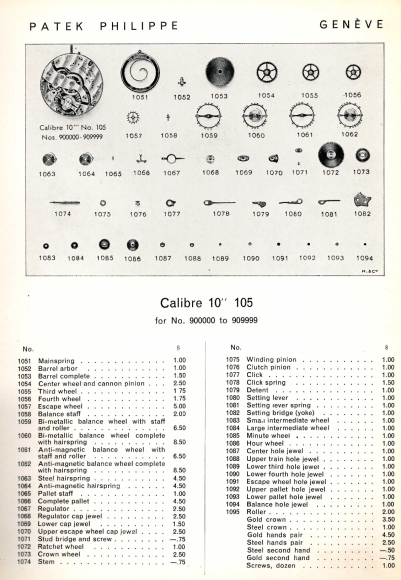 PATEK PHILIPPE GENÈVE
1051 1052 1053 1054 1055 1056
Calibre 10''' No. 105
Nos. 900000 - 909999
1057 1058 1059 1060 1061 1062
1063 1064 1065 1066 1067 1068 1069 1070 1071 1072 1073
1074 1075 1076 1077 1078 1079 1080 1081 1082
1083 1084 1085 1086 1087 1088 1089 1090 1091 1092 1093 1094
Calibre 10''' 105
for No. 900000 to 909999
No. $
1051 Mainspring . . . . . . . . . 1.00
1052 Barrel arbor . . . . . . . . . 1.00
1053 Barrel complete . . . . . . . . 1.50
1054 Center wheel and cannon pinion . . . 2.50
1055 Third wheel . . . . . . . . . 1.75
1056 Fourth wheel . . . . . . . . . 1.75
1057 Escape wheel . . . . . . . . . 5.00
1058 Balance staff . . . . . . . . . 2.00
1059 Bi-metallic balance wheel with staff
and roller . . . . . . . . . 6.50
1060 Bi-metallic balance wheel complete
with hairspring . . . . . . . . 8.50
1061 Anti-magnetic balance wheel with
staff and roller . . . . . . . . 6.50
1062 Anti-magnetic balance wheel complete
with hairspring . . . . . . . . 8.50
1063 Steel hairspring . . . . . . . . 4.50
1064 Anti-magnetic hairspring . . . . . 4.50
1065 Pallet staff . . . . . . . . . 1.00
1066 Complete pallet . . . . . . . . 4.50
1067 Regulator . . . . . . . . . 2.50
1068 Regulator cap jewel . . . . . . . 2.50
1069 Lower cap jewel . . . . . . . . 1.50
1070 Upper escape wheel cap jewel . . . . 2.50
1071 Stud bridge and screw . . . . . . —.75
1072 Ratchet wheel . . . . . . . . 1.00
1073 Crown wheel . . . . . . . . . 2.50
1074 Stem . . . . . . . . . —.75
No. $
1075 Winding pinion . . . . . . . . 1.00
1076 Clutch pinion . . . . . . . . . 1.00
1077 Click . . . . . . . . . 1.00
1078 Click spring . . . . . . . . . 1.50
1079 Detent . . . . . . . . . 1.00
1080 Setting lever . . . . . . . . . 1.00
1081 Setting lever spring . . . . . . . 1.00
1082 Setting bridge (yoke) . . . . . . 1.00
1083 Small intermediate wheel . . . . . 1.00
1084 Large intermediate wheel . . . . . 1.00
1085 Minute wheel . . . . . . . . . 1.00
1086 Hour wheel . . . . . . . . . 1.00
1087 Center hole jewel . . . . . . . 1.00
1088 Upper train hole jewel . . . . . . 1.00
1089 Lower third hole jewel . . . . . . 1.00
1090 Lower fourth hole jewel . . . . . 1.00
1091 Escape wheel hole jewel . . . . . 1.00
1092 Upper pallet hole jewel . . . . . 1.00
1093 Lower pallet hole jewel . . . . . 1.00
1094 Balance hole jewel . . . . . . . 1.00
1095 Roller . . . . . . . . . 2.00
Gold crown . . . . . . . . . 3.50
Steel crown . . . . . . . . . 1.00
Gold hands pair . . . . . . . . 4.50
Steel hands pair . . . . . . . . 2.50
Steel second hand . . . . . . . —.50
Gold second hand . . . . . . . —.75
Screws, dozen . . . . . . . . 1.00